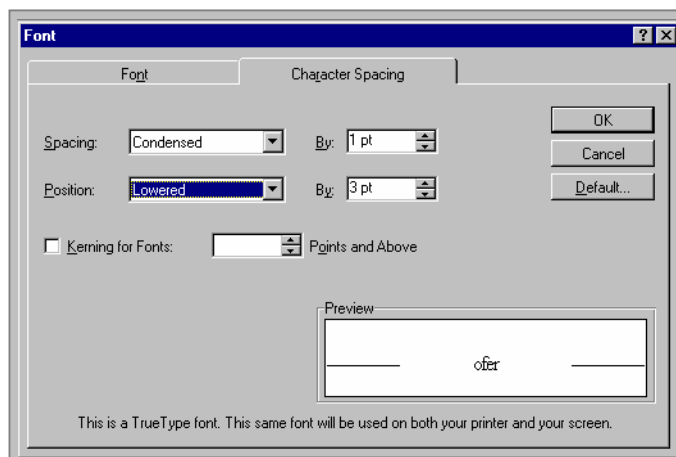 Font
Font Character Spacing
Spacing: Condensed By: 1 pt OK
Cancel
Position: Lowered By: 3 pt Default...
Kerning for Fonts: Points and Above
Preview
ofer
This is a TrueType font. This same font will be used on both your printer and your screen.